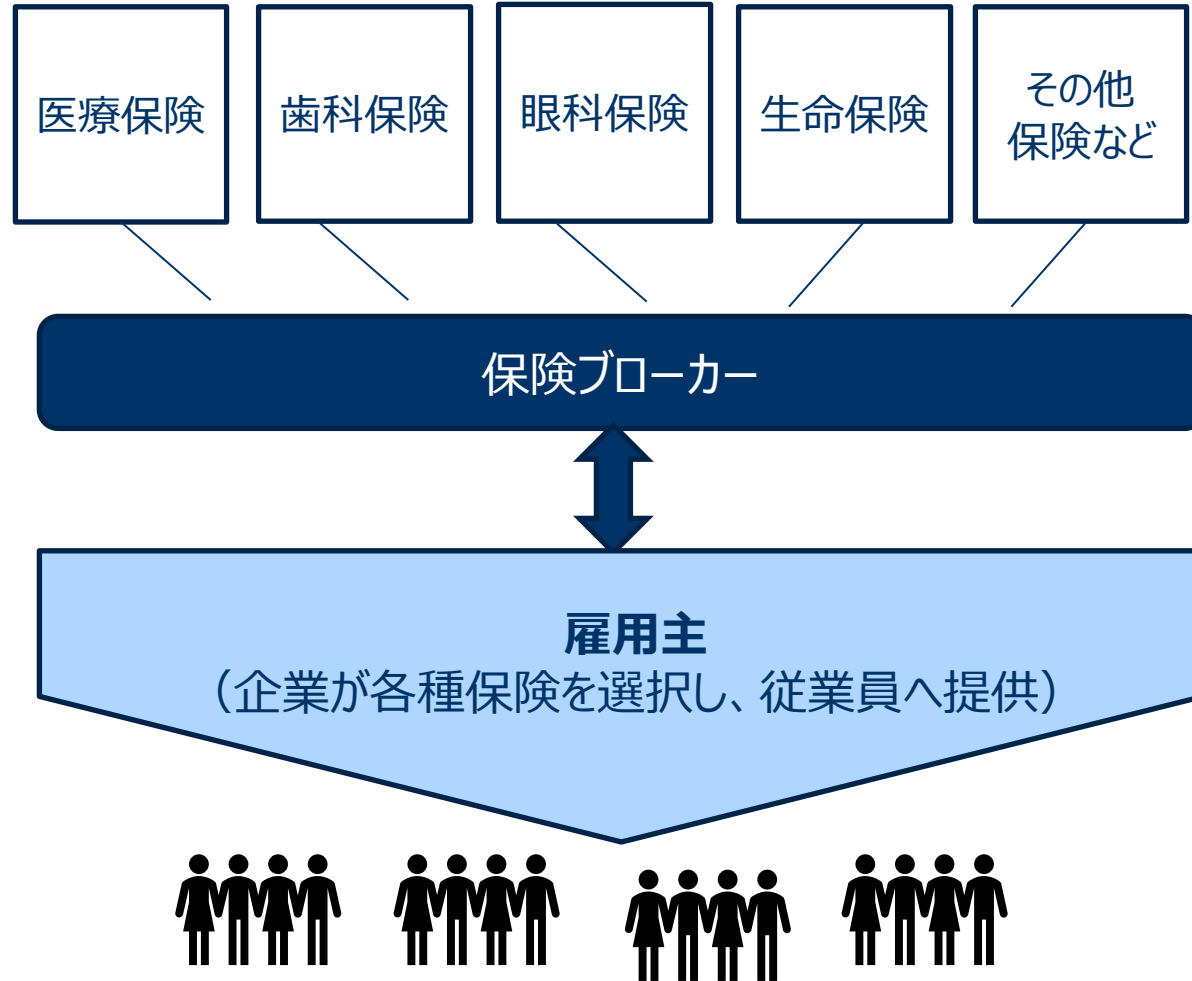 医療保険
歯科保険
眼科保険
生命保険
その他
保険など
保険ブローカー
雇用主
（企業が各種保険を選択し、従業員へ提供）